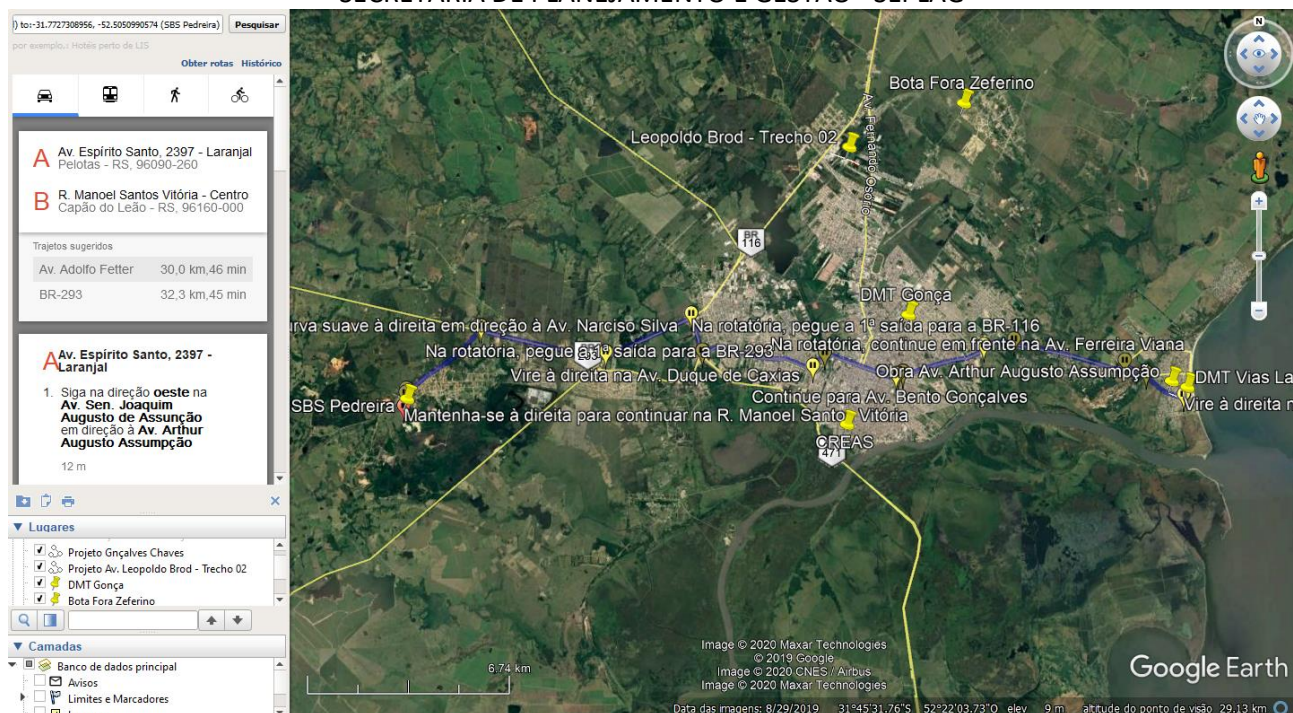 SECRETARIA DE PLANEJAMENTO E GESTÃO - SEPLAG
) to:-31.7727308956, -52.5050990574 (SBS Pedreira)
Pesquisar
por exemplo,: Hotéis perto de LIS
Obter rotas Histórico
A Av. Espírito Santo, 2397 - Laranjal
Pelotas - RS, 96090-260
B R. Manoel Santos Vitória - Centro
Capão do Leão - RS, 96160-000
Trajetos sugeridos
Av. Adolfo Fetter 30,0 km,46 min
BR-293 32,3 km,45 min
A Av. Espírito Santo, 2397 -
Laranjal
1. Siga na direção oeste na
Av. Sen. Joaquim
Augusto de Assunção
em direção à Av. Arthur
Augusto Assumpção
12 m
Lugares
Projeto Gnçalves Chaves
Projeto Av. Leopoldo Brod - Trecho 02
DMT Gonça
Bota Fora Zeferino
Camadas
Banco de dados principal
Avisos
Limites e Marcadores
N
Bota Fora Zeferino
Leopoldo Brod - Trecho 02
Av. Fernando Osório
BR
116
DMT Gonça
rva suave à direita em direção à Av. Narciso Silva
Na rotatória, pegue a 1ª saída para a BR-116
Na rotatória, pegue a 1ª saída para a BR-293
Na rotatória, continue em frente na Av. Ferreira Viana
Vire à direita na Av. Duque de Caxias
Obra Av. Arthur Augusto Assumpção
DMT Vias La
Continue para Av. Bento Gonçalves
SBS Pedreira
Mantenha-se à direita para continuar na R. Manoel Santos Vitória
Vire à direita n
CREAS
471
6,74 km
Image © 2020 Maxar Technologies
© 2019 Google
Image © 2020 CNES / Airbus
Image © 2020 Maxar Technologies
Google Earth
Data das imagens: 8/29/2019 31°45'31.76"S 52°22'03.73"O elev 9 m altitude do ponto de visão 29,13 km